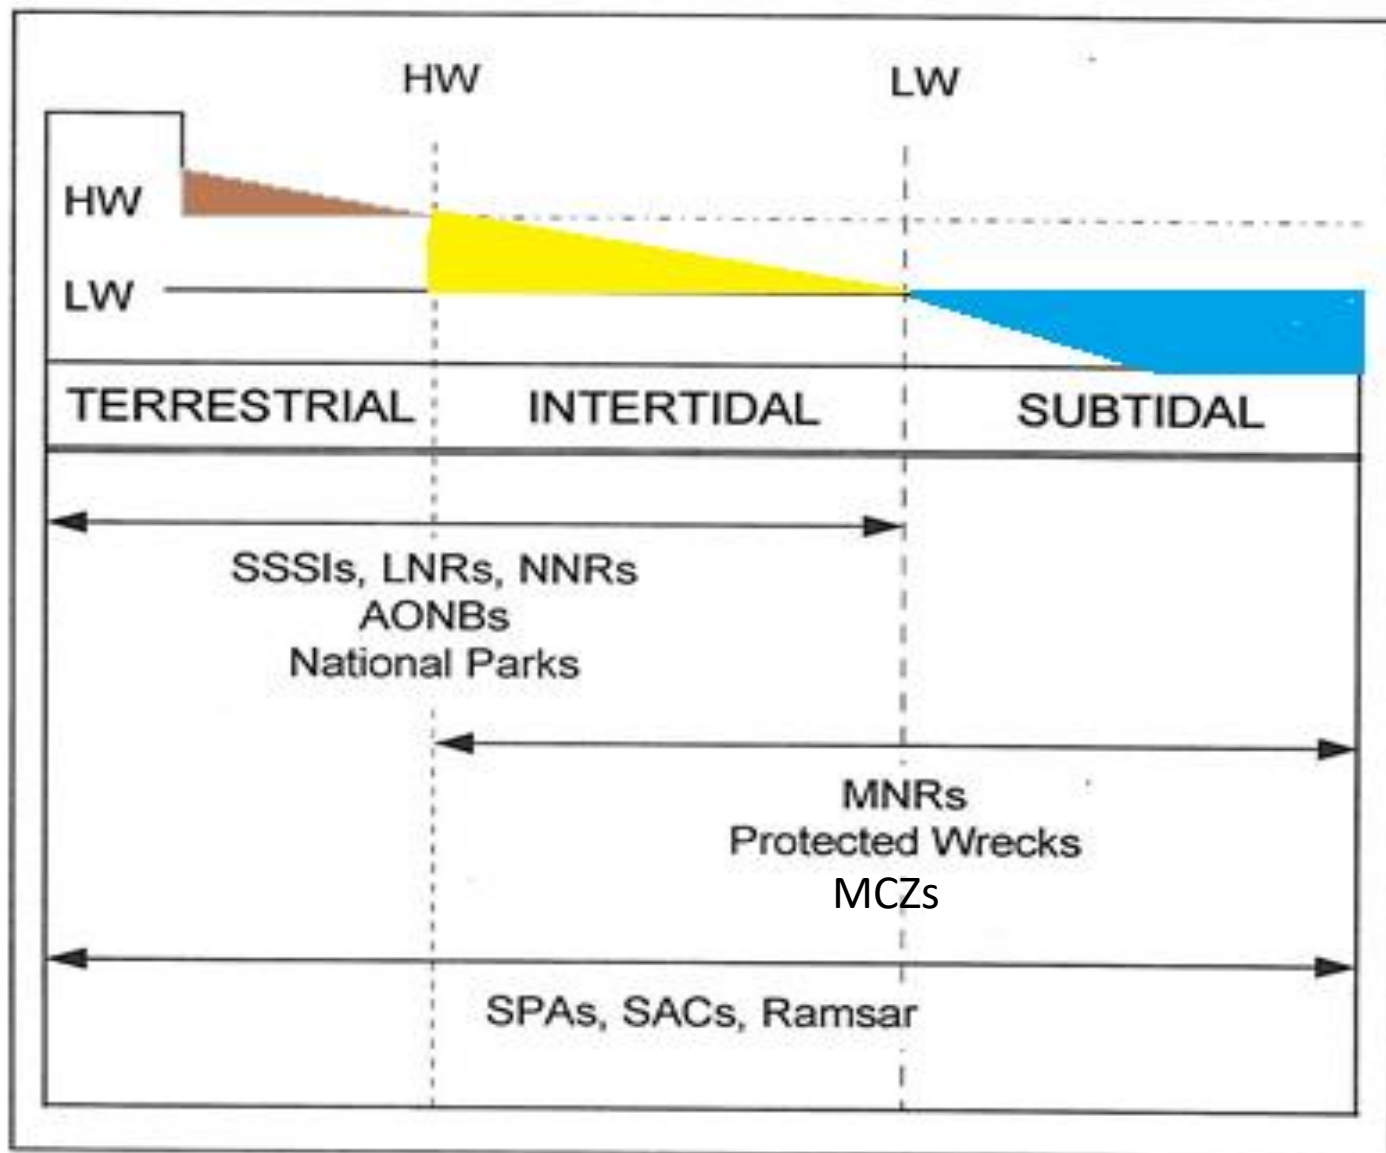 HW
LW
HW
LW
TERRESTRIAL
INTERTIDAL
SUBTIDAL
SSSIs, LNRs, NNRs
AONBs
National Parks
MNRs
Protected Wrecks
MCZs
SPAs, SACs, Ramsar